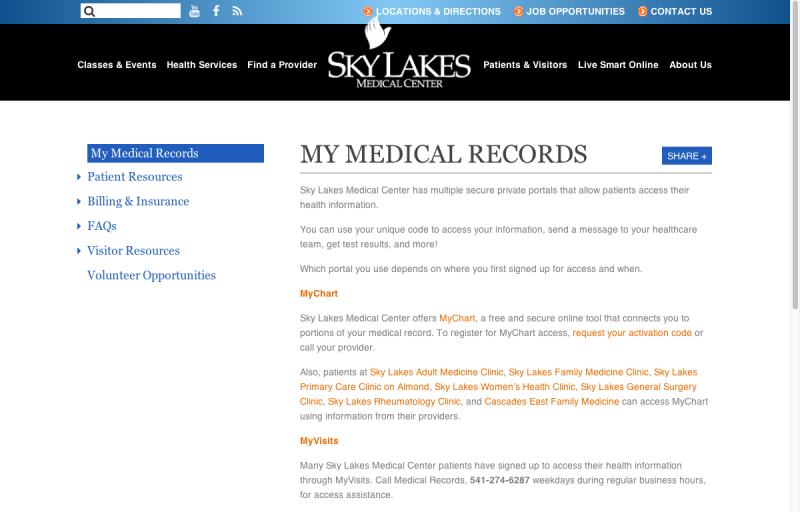 LOCATIONS & DIRECTIONS
JOB OPPORTUNITIES
CONTACT US
Classes & Events
Health Services
Find a Provider
SKY LAKES
MEDICAL CENTER
Patients & Visitors
Live Smart Online
About Us
My Medical Records
Patient Resources
Billing & Insurance
FAQs
Visitor Resources
Volunteer Opportunities
MY MEDICAL RECORDS
SHARE +
Sky Lakes Medical Center has multiple secure private portals that allow patients access their
health information.
You can use your unique code to access your information, send a message to your healthcare
team, get test results, and more!
Which portal you use depends on where you first signed up for access and when.
MyChart
Sky Lakes Medical Center offers MyChart, a free and secure online tool that connects you to
portions of your medical record. To register for MyChart access, request your activation code or
call your provider.
Also, patients at Sky Lakes Adult Medicine Clinic, Sky Lakes Family Medicine Clinic, Sky Lakes
Primary Care Clinic on Almond, Sky Lakes Women's Health Clinic, Sky Lakes General Surgery
Clinic, Sky Lakes Rheumatology Clinic, and Cascades East Family Medicine can access MyChart
using information from their providers.
MyVisits
Many Sky Lakes Medical Center patients have signed up to access their health information
through MyVisits. Call Medical Records, 541-274-6287 weekdays during regular business hours,
for access assistance.